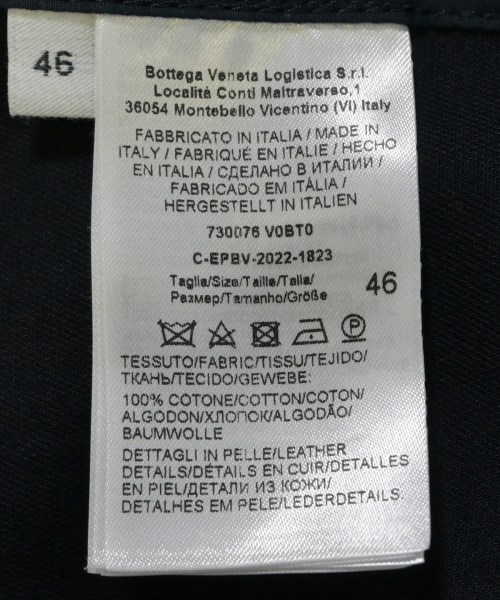 46
Bottega Veneta Logistica S.r.l.
Località Conti Maltraverso,1
36054 Montebello Vicentino (VI) Italy
FABBRICATO IN ITALIA / MADE IN
ITALY / FABRIQUÉ EN ITALIE / HECHO
EN ITALIA / СДЕЛАНО В ИТАЛИИ /
FABRICADO EM ITÁLIA /
HERGESTELLT IN ITALIEN
730076 V0BT0
C-EPBV-2022-1823
Taglia/Size/Taille/Talla/
Размер/Tamanho/Größe
46
P
TESSUTO/FABRIC/TISSU/TEJIDO/
ТКАНЬ/TECIDO/GEWEBE:
100% COTONE/COTTON/COTON/
ALGODON/ХЛОПОК/ALGODÃO/
BAUMWOLLE
DETTAGLI IN PELLE/LEATHER
DETAILS/DÉTAILS EN CUIR/DETALLES
EN PIEL/ДЕТАЛИ ИЗ КОЖИ/
DETALHES EM PELE/LEDERDETAILS.